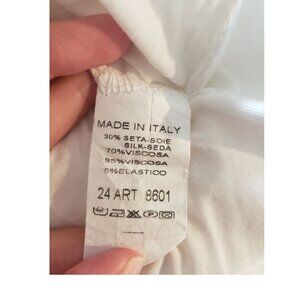 MADE IN ITALY
30% SETA-SOIE
SILK-SEDA
70%VISCOSA
95%VISCOSA
5%ELASTICO
24 ART 8601